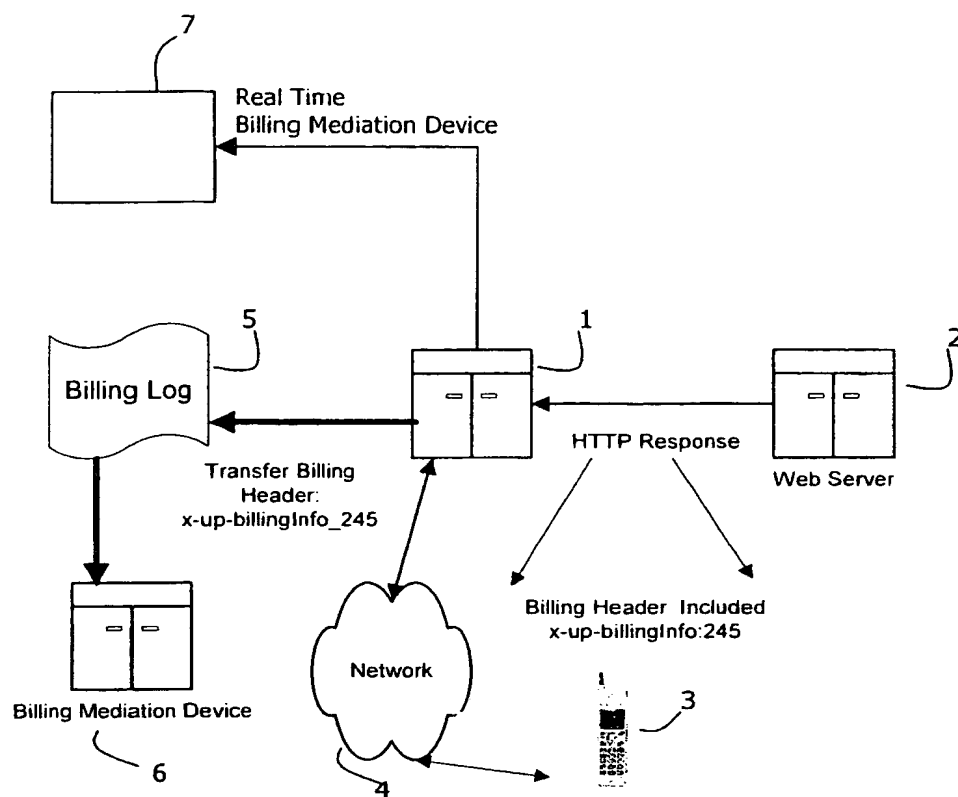 7
Real Time
Billing Mediation Device
5
1
2
Billing Log
HTTP Response
Web Server
Transfer Billing
Header:
x-up-billingInfo_245
Billing Header Included
x-up-billingInfo:245
Network
3
Billing Mediation Device
6
4